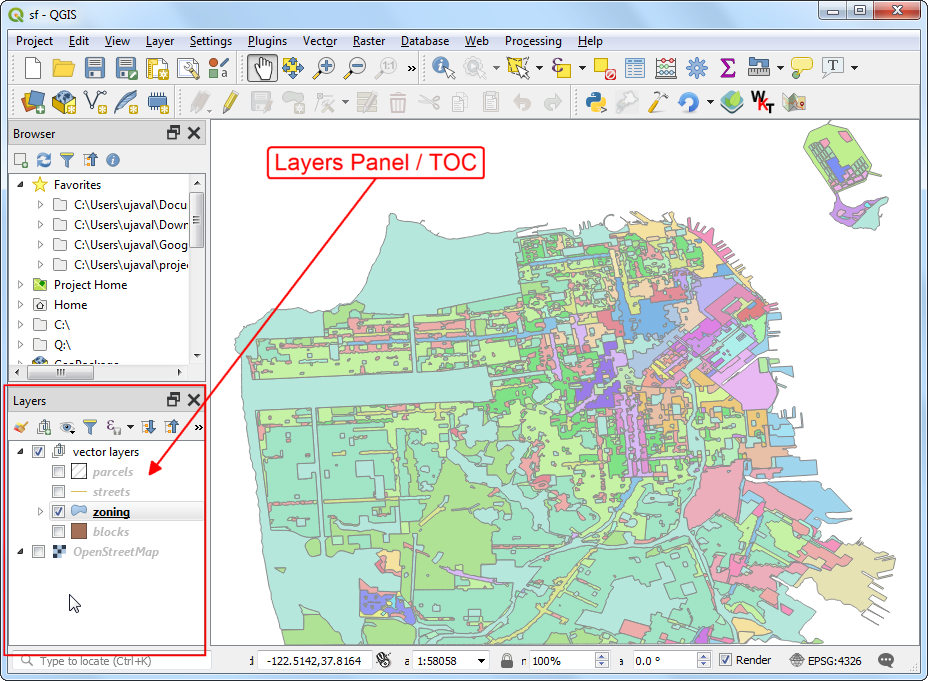 sf - QGIS
Project Edit View Layer Settings Plugins Vector Raster Database Web Processing Help
Browser
Favorites
C:\Users\ujaval\Docu
C:\Users\ujaval\Dowr
C:\Users\ujaval\Goog
C:\Users\ujaval\proje
Project Home
Home
C:\
Q:\
Layers Panel / TOC
Layers
vector layers
parcels
streets
zoning
blocks
OpenStreetMap
Type to locate (Ctrl+K)
-122.5142,37.8164
1:58058
100%
0.0 °
Render
EPSG:4326